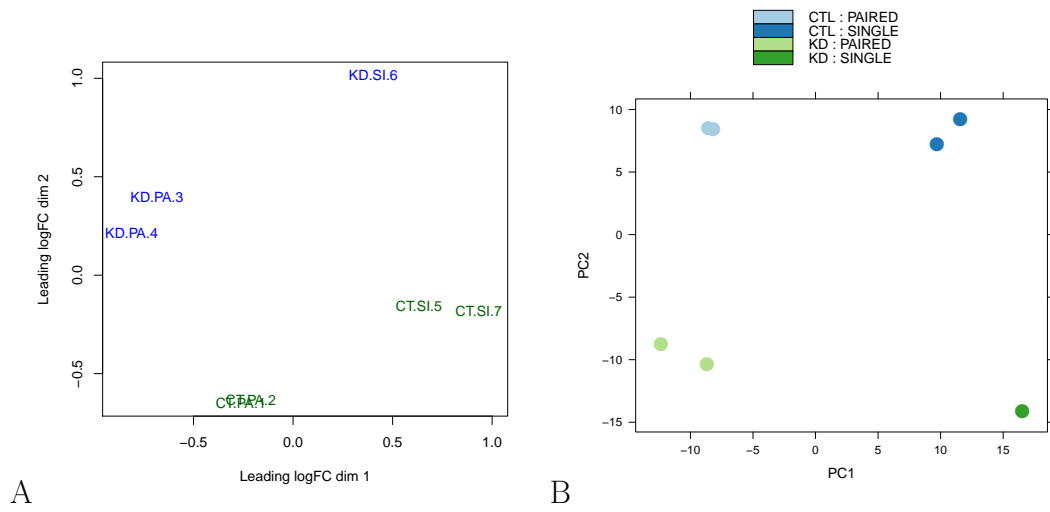 CTL : PAIRED
CTL : SINGLE
KD : PAIRED
KD : SINGLE
1.0
0.5
0.0
−0.5
Leading logFC dim 2
KD.SI.6
KD.PA.3
KD.PA.4
CT.SI.5
CT.SI.7
CT.PA.2
CT.PA.1
−0.5
0.0
0.5
1.0
Leading logFC dim 1
A
10
5
0
−5
−10
−15
PC2
−10
−5
0
5
10
15
PC1
B